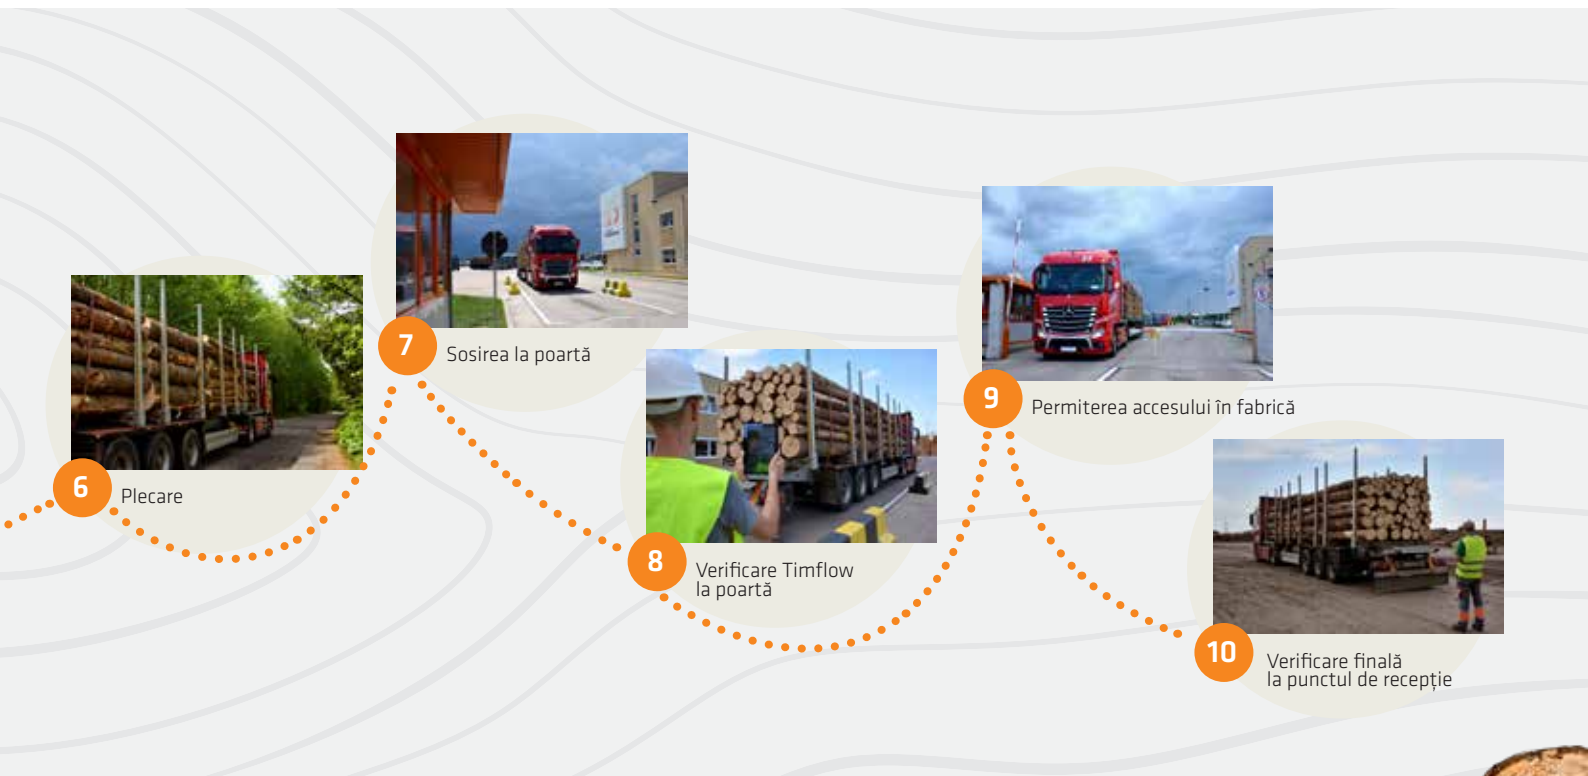 6
Plecare
7
Sosirea la poartă
8
Verificare Timflow
la poartă
9
Permiterea accesului în fabrică
10
Verificare finală
la punctul de recepție